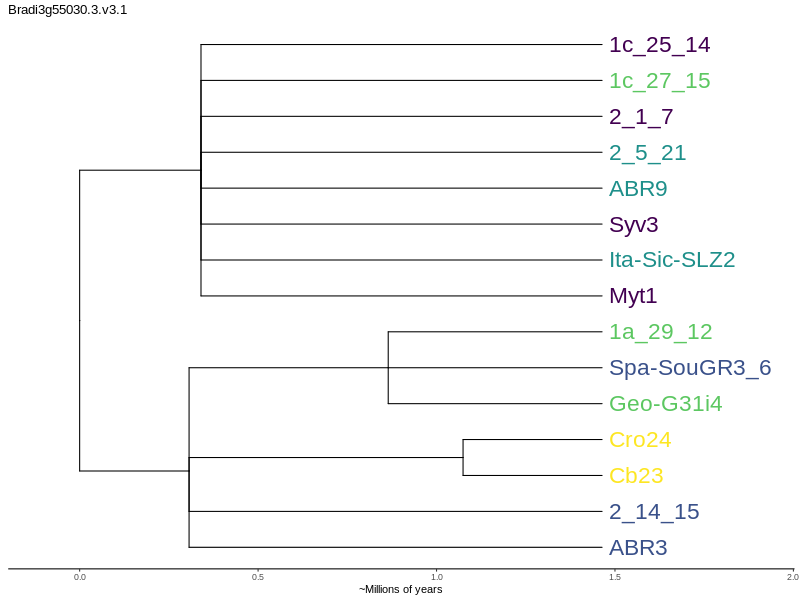 Bradi3g55030.3.v3.1
1c_25_14
1c_27_15
2_1_7
2_5_21
ABR9
Syv3
Ita-Sic-SLZ2
Myt1
1a_29_12
Spa-SouGR3_6
Geo-G31i4
Cro24
Cb23
2_14_15
ABR3
0.0 0.5 1.0 1.5 2.0
~Millions of years